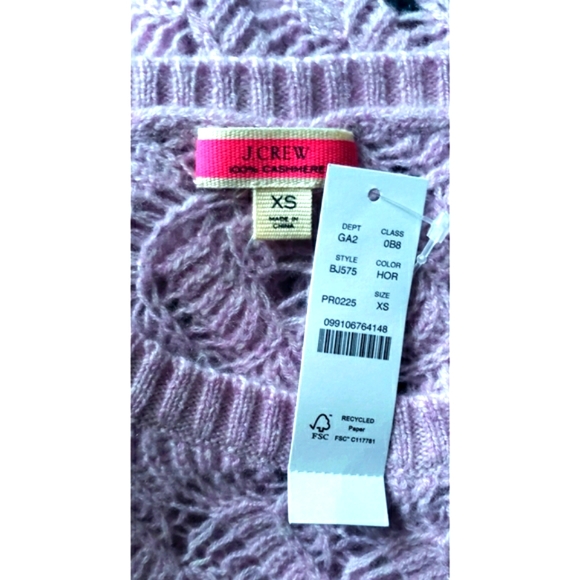 J.CREW
100% CASHMERE
XS
MADE IN
CHINA
DEPT CLASS
GA2 0B8
STYLE COLOR
BJ575 HOR
SIZE
PR0225 XS
099106764148
FSC
RECYCLED
Paper
FSC® C117781